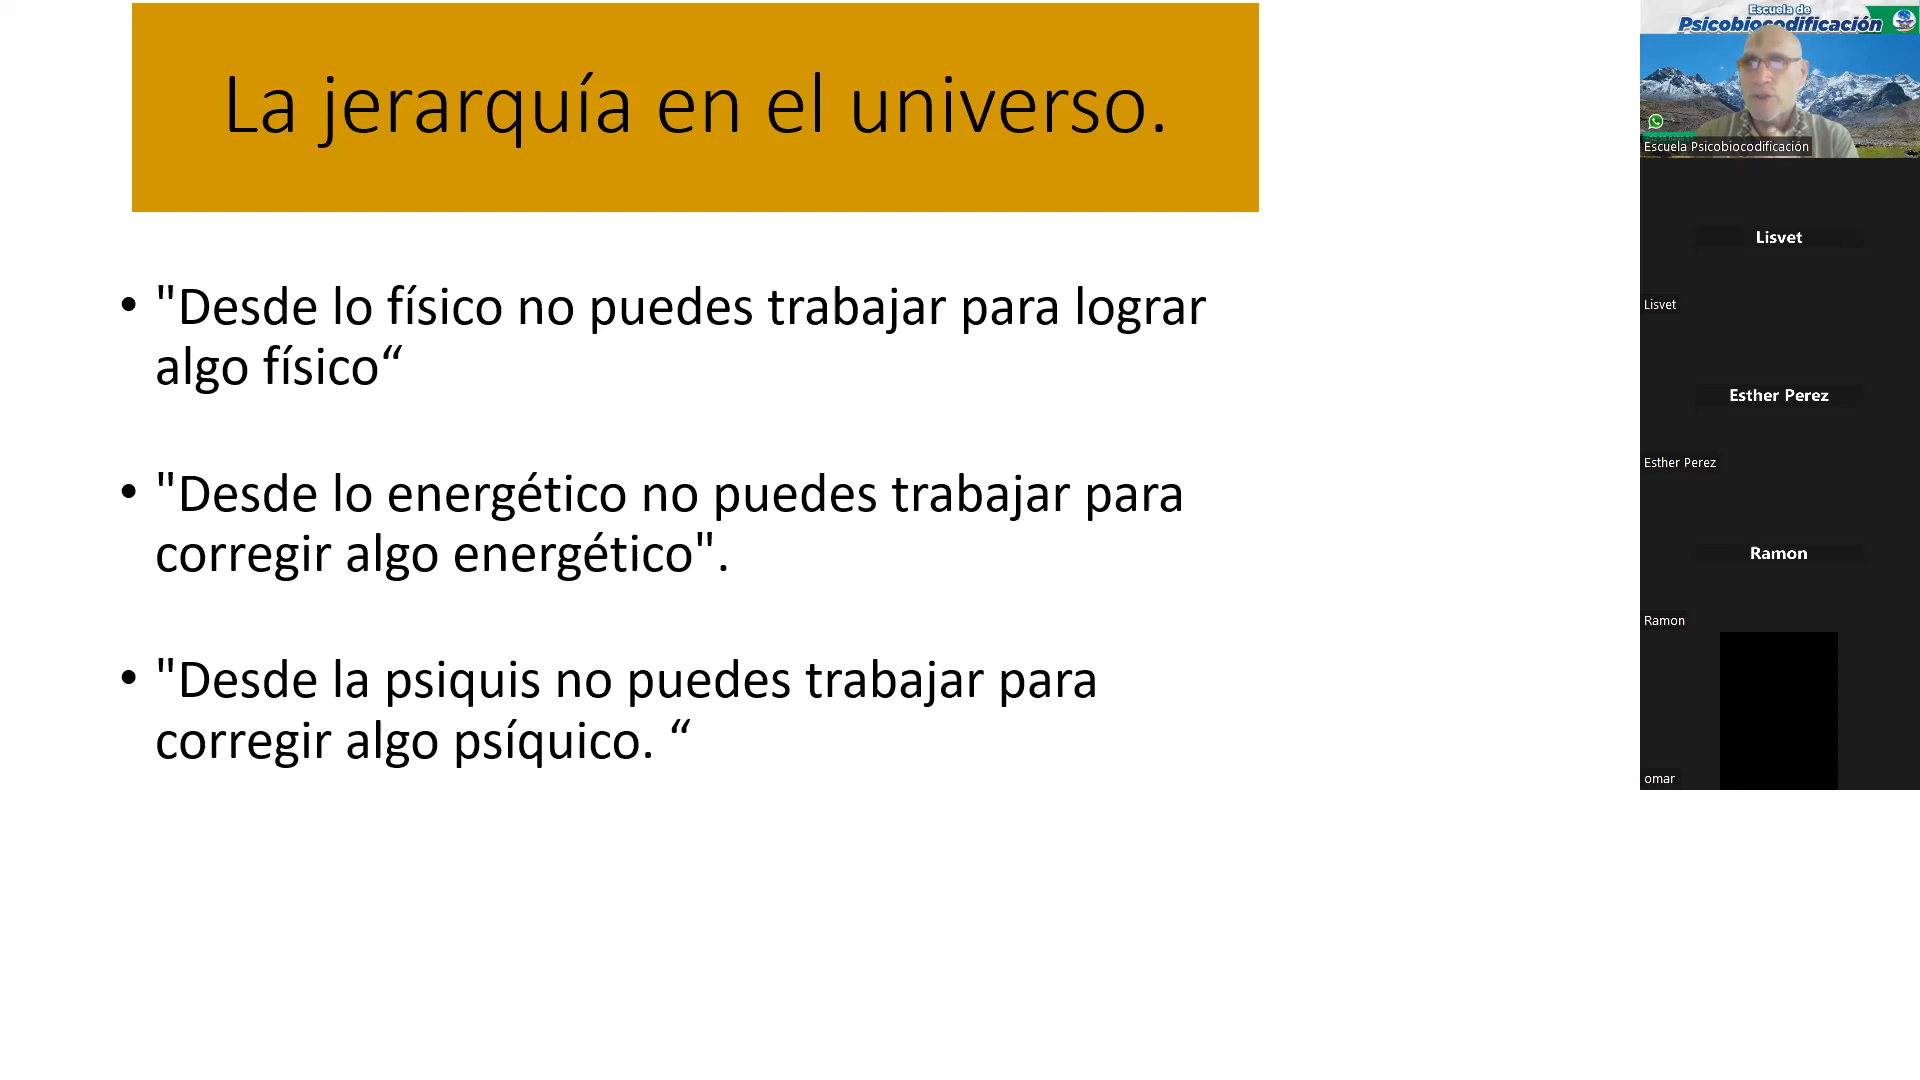 La jerarquía en el universo.
• "Desde lo físico no puedes trabajar para lograr
algo físico“
• "Desde lo energético no puedes trabajar para
corregir algo energético".
• "Desde la psiquis no puedes trabajar para
corregir algo psíquico. “
Escuela de
Psicobiocodificación
Escuela Psicobiocodificación
Lisvet
Lisvet
Esther Perez
Esther Perez
Ramon
Ramon
omar